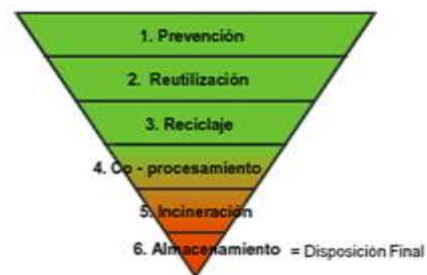 1. Prevención
2. Reutilización
3. Reciclaje
4. Co - procesamiento
5. Incineración
6. Almacenamiento = Disposición Final